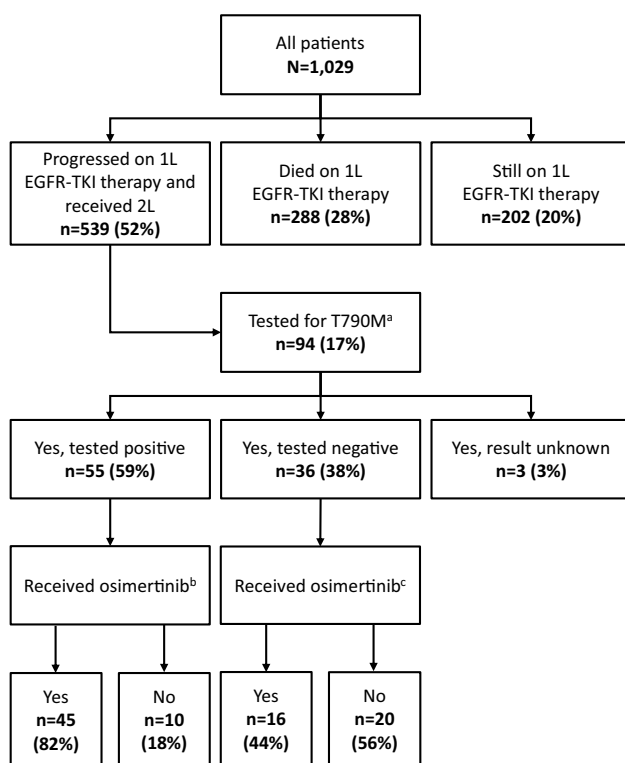 All patients
N=1,029
Progressed on 1L
EGFR-TKI therapy and
received 2L
n=539 (52%)
Died on 1L
EGFR-TKI therapy
n=288 (28%)
Still on 1L
EGFR-TKI therapy
n=202 (20%)
Tested for T790Mᵃ
n=94 (17%)
Yes, tested positive
n=55 (59%)
Yes, tested negative
n=36 (38%)
Yes, result unknown
n=3 (3%)
Received osimertinibᵇ
Received osimertinibᶜ
Yes
n=45
(82%)
No
n=10
(18%)
Yes
n=16
(44%)
No
n=20
(56%)